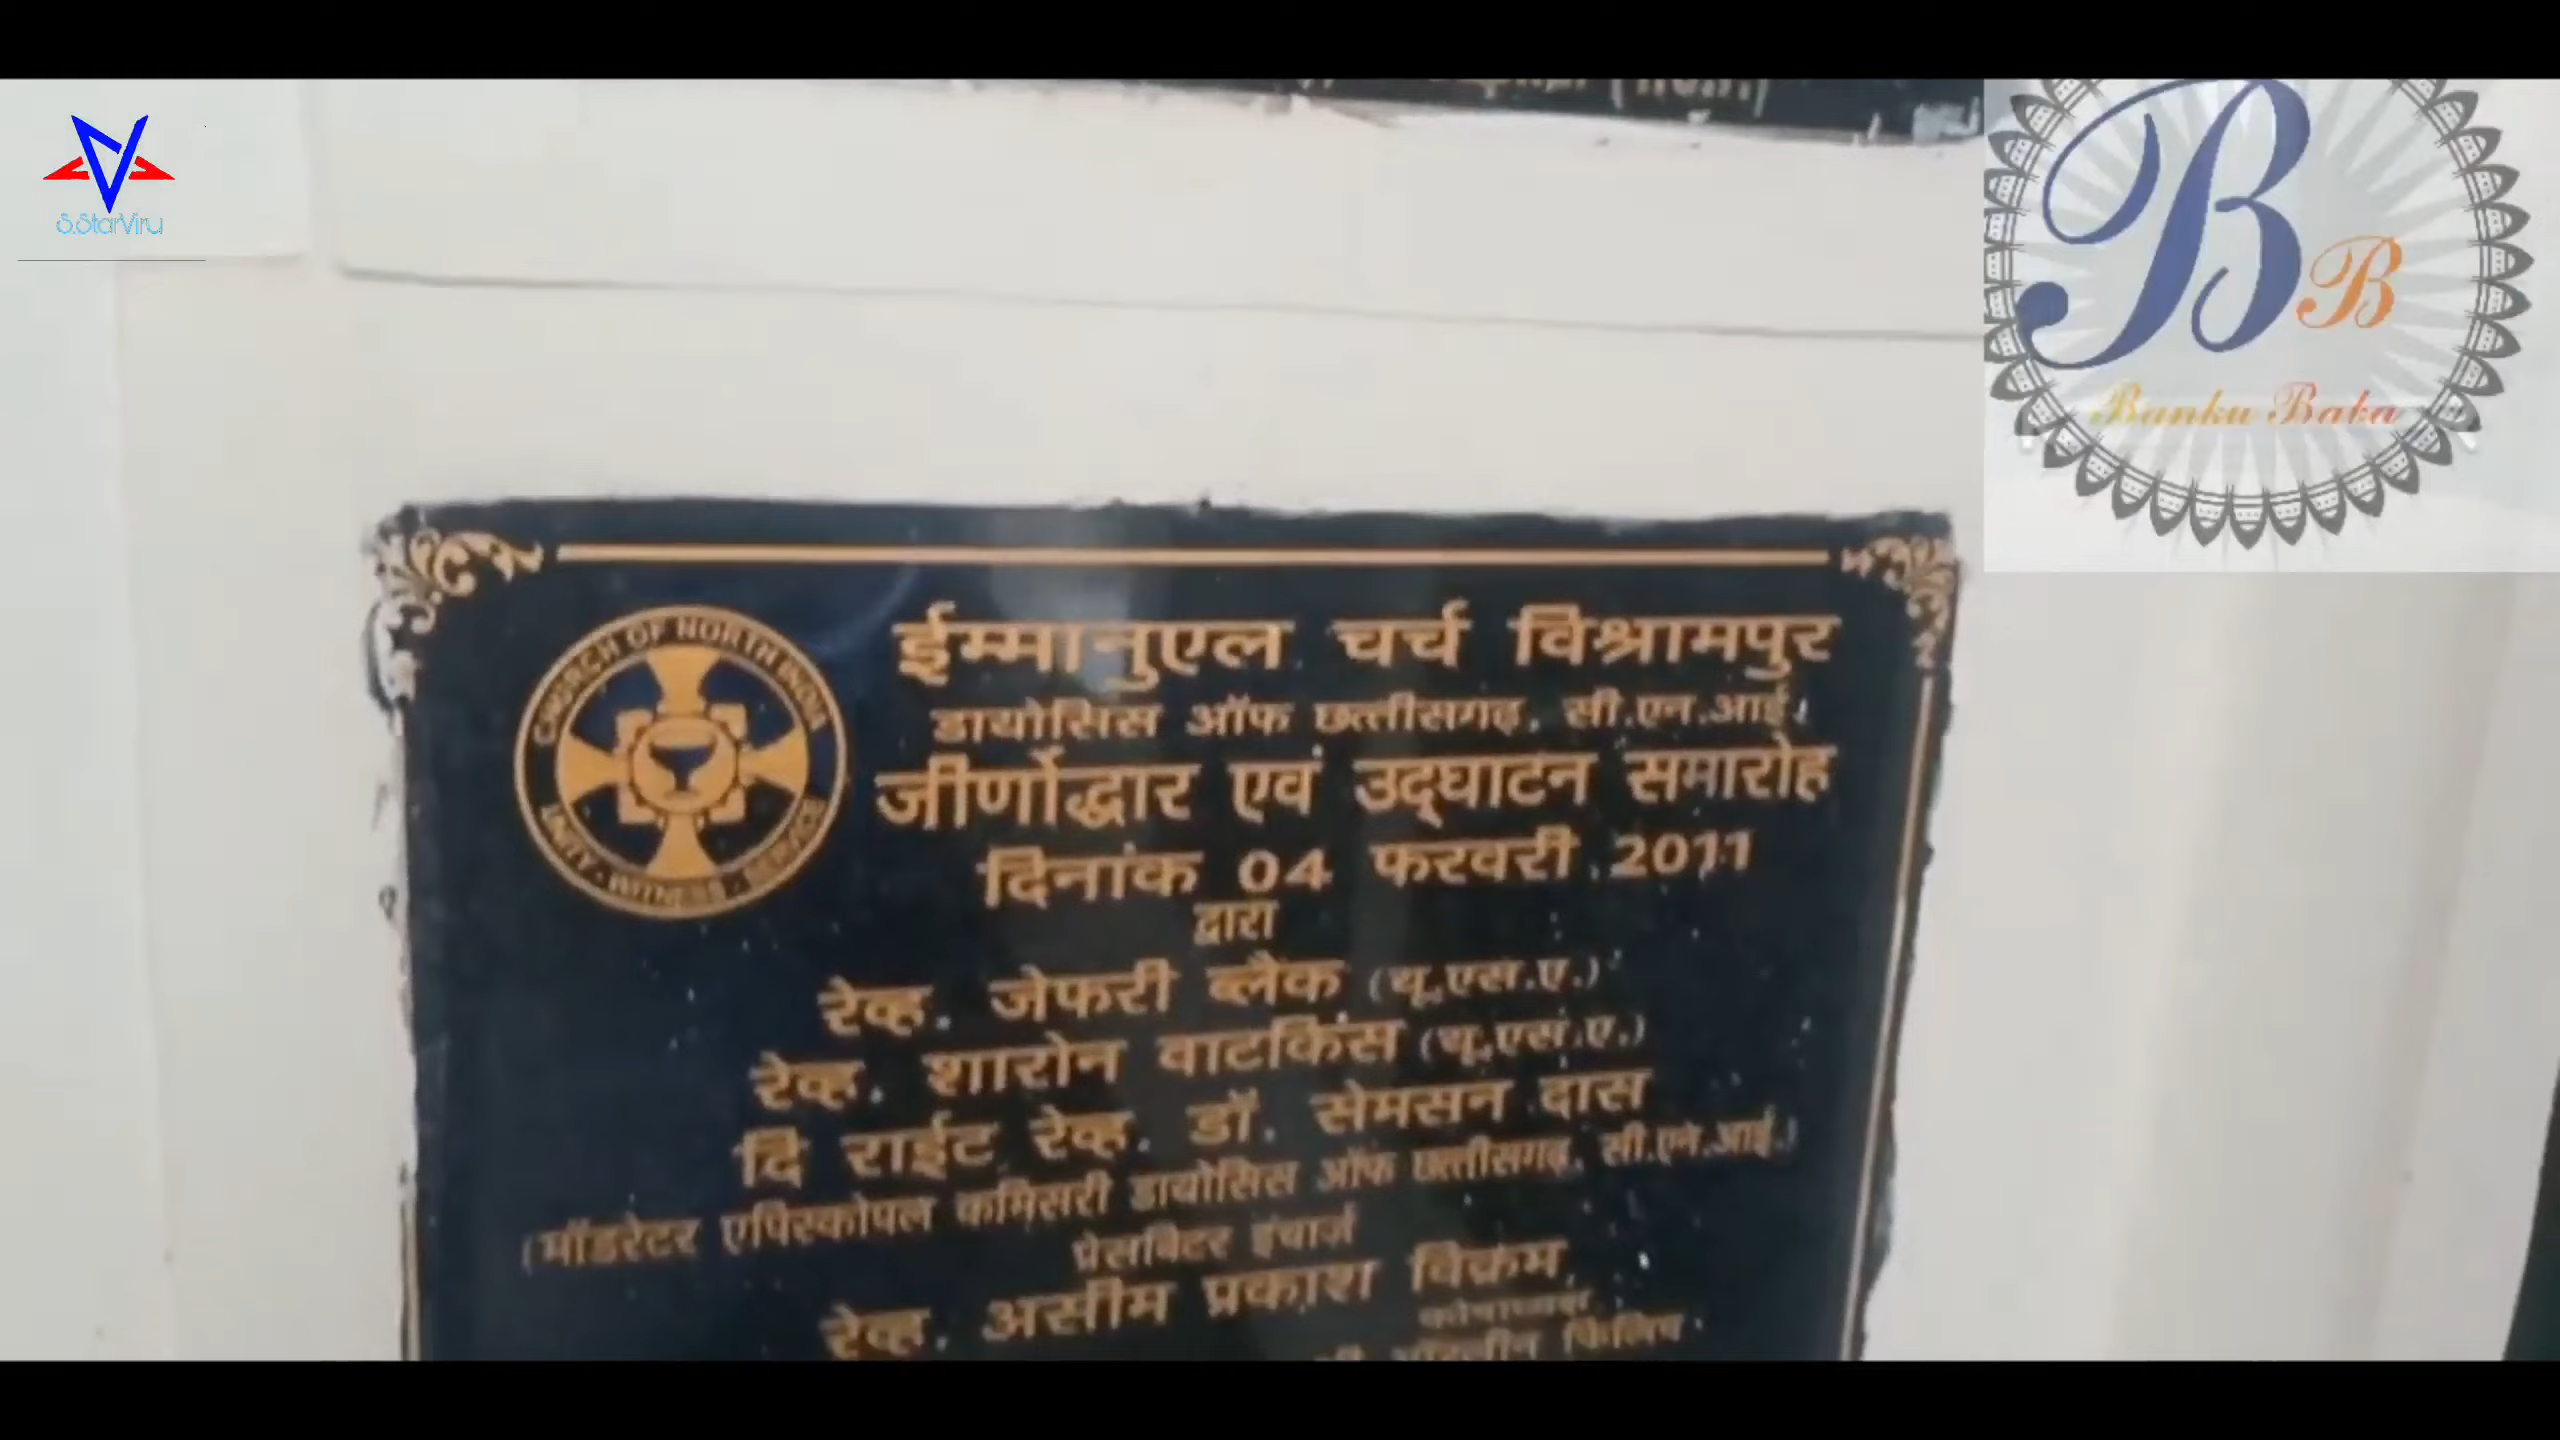 S.StarViru
B
B
Banku Baba
CHURCH OF NORTH INDIA
UNITY · WITNESS · SERVICE
ईम्मानुएल चर्च विश्रामपुर
डायोसिस ऑफ छत्तीसगढ़, सी.एन.आई.
जीर्णोद्धार एवं उद्घाटन समारोह
दिनांक 04 फरवरी 2011
द्वारा
रेव्ह. जेफरी ब्लैक (यू.एस.ए.)
रेव्ह. शारोन वाटकिंस (यू.एस.ए.)
दि राईट रेव्ह. डॉ. सेमसन दास
(मॉडरेटर एपिस्कोपल कमिसरी डायोसिस ऑफ छत्तीसगढ़, सी.एन.आई.)
प्रेसबिटर इंचार्ज
रेव्ह. असीम प्रकाश विक्रम
कोषाध्यक्ष
फिलिप